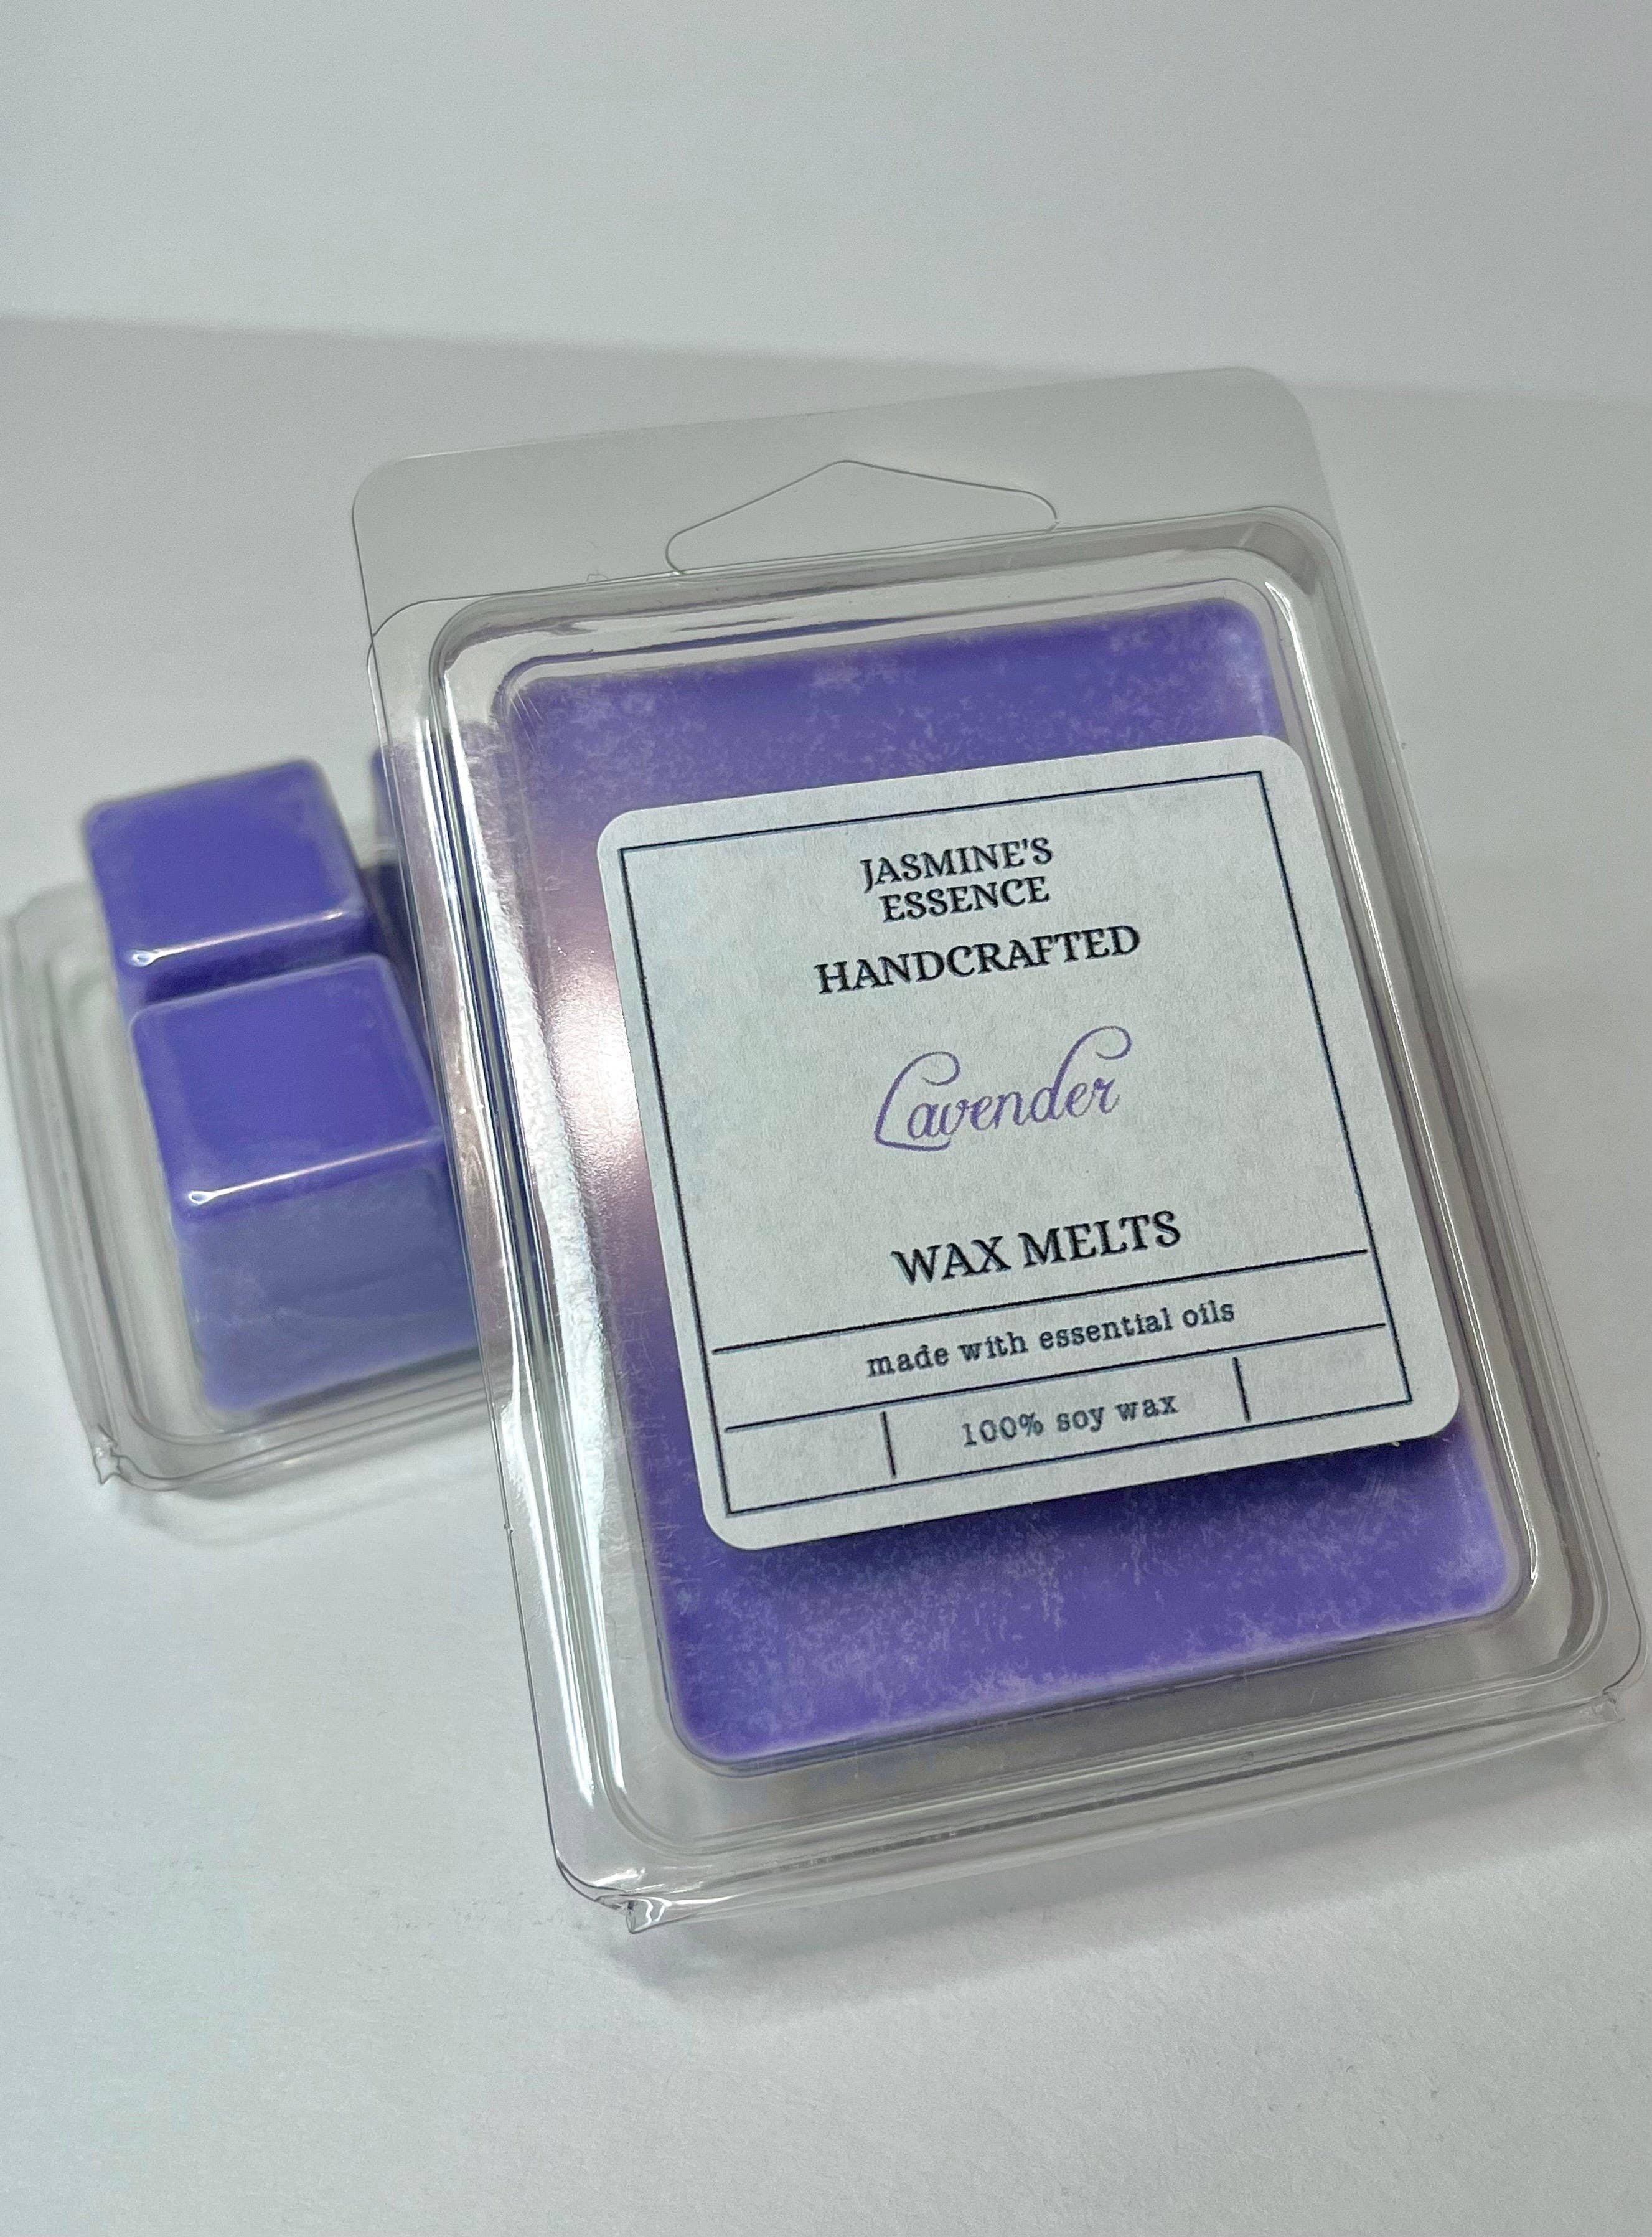 JASMINE'S
ESSENCE
HANDCRAFTED
Lavender
WAX MELTS
made with essential oils
100% soy wax